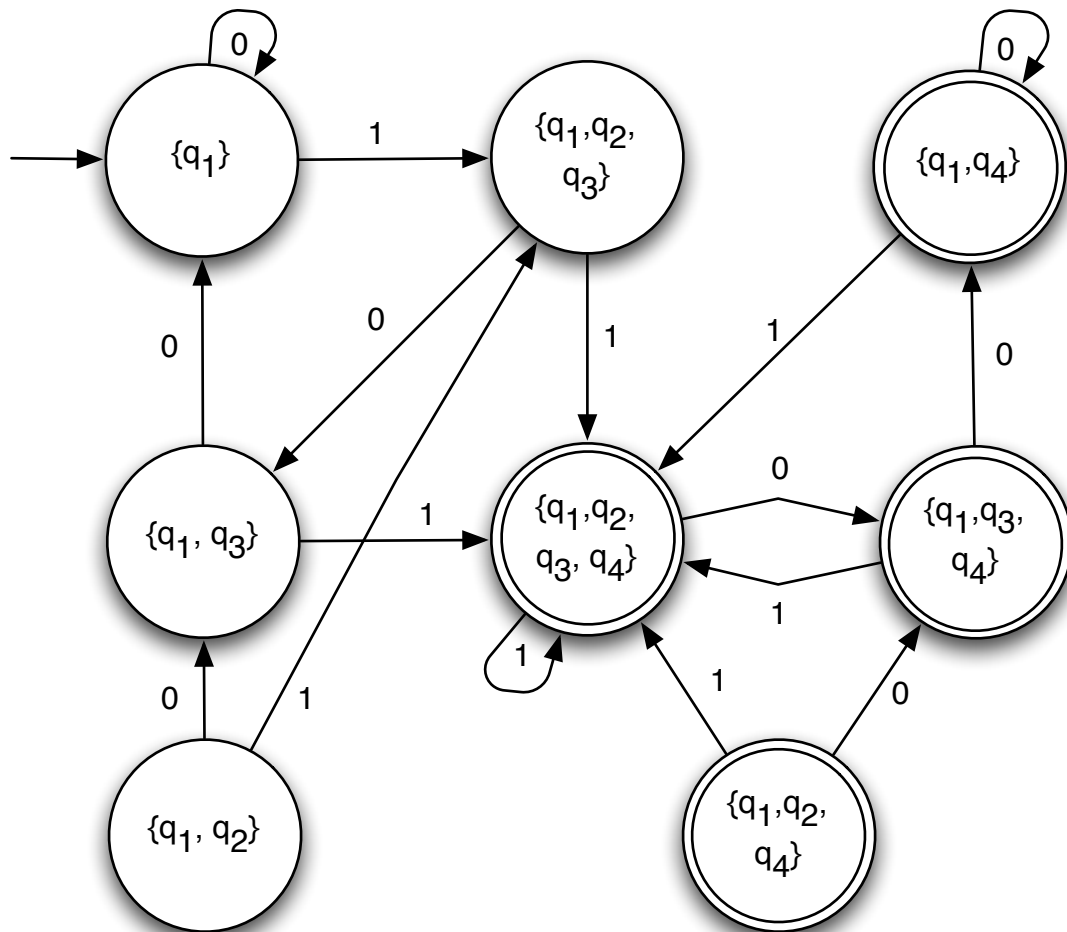 0
0
{q₁}
1
{q₁,q₂,
q₃}
{q₁,q₄}
0
0
1
1
0
{q₁, q₃}
1
{q₁,q₂,
q₃, q₄}
0
1
{q₁,q₃,
q₄}
1
0
1
1
0
{q₁, q₂}
{q₁,q₂,
q₄}